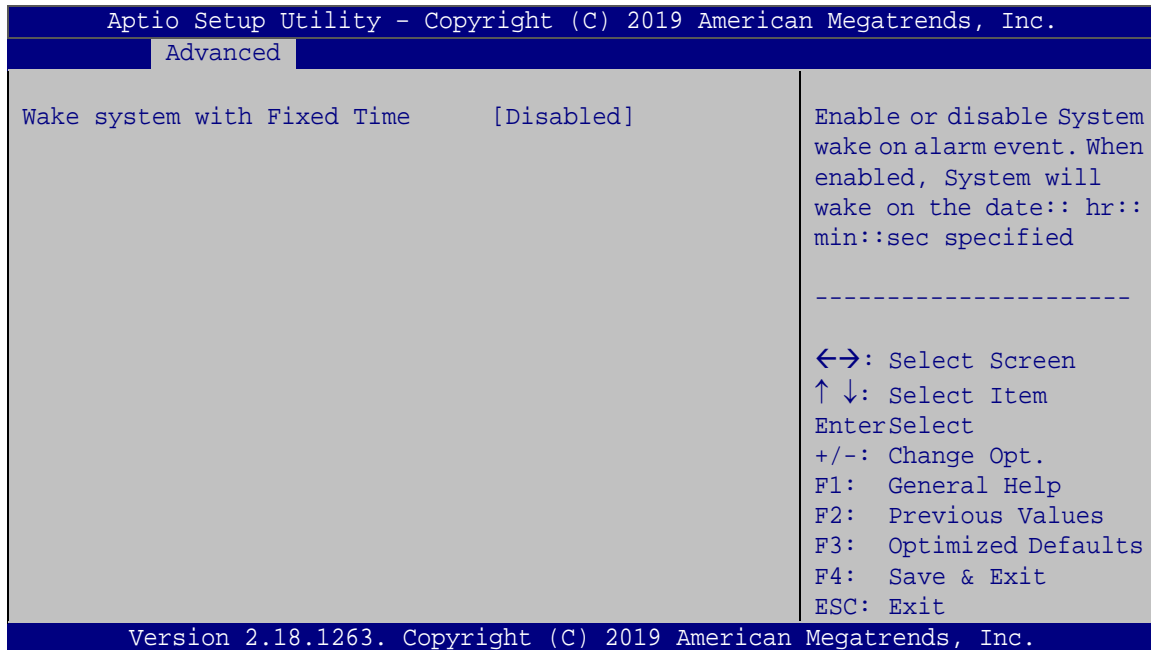 Aptio Setup Utility – Copyright (C) 2019 American Megatrends, Inc.
Advanced
Wake system with Fixed Time [Disabled]
Enable or disable System
wake on alarm event. When
enabled, System will
wake on the date:: hr::
min::sec specified
----------------------
←→: Select Screen
↑ ↓: Select Item
EnterSelect
+/-: Change Opt.
F1: General Help
F2: Previous Values
F3: Optimized Defaults
F4: Save & Exit
ESC: Exit
Version 2.18.1263. Copyright (C) 2019 American Megatrends, Inc.